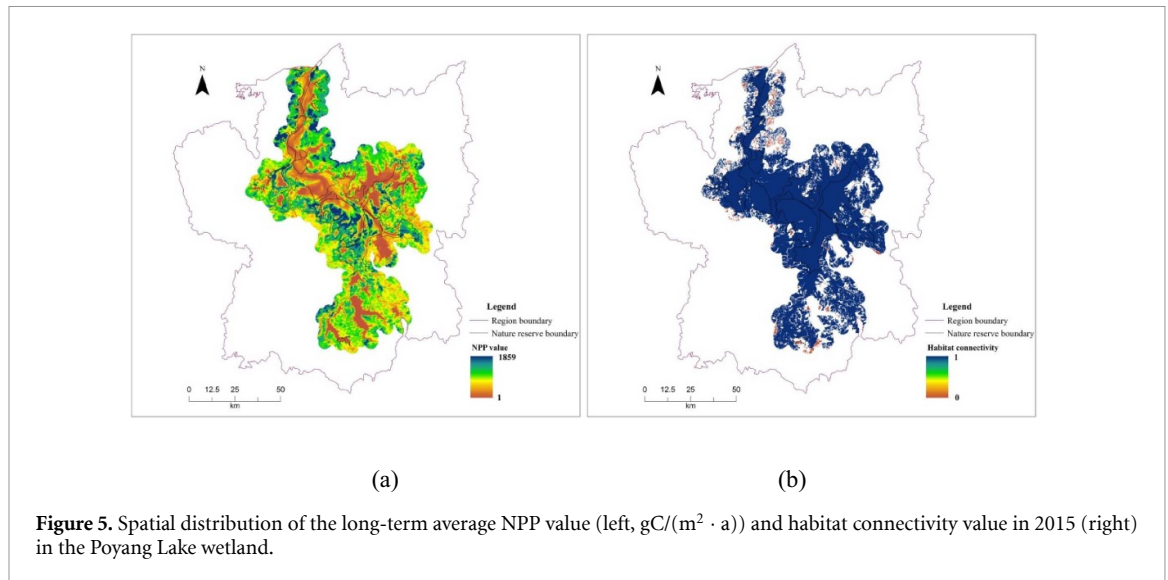 N
Legend
Region boundary
Nature reserve boundary
NPP value
1859
1
0 12.5 25 50
km
N
Legend
Region boundary
Nature reserve boundary
Habitat connectivity
1
0
0 12.5 25 50
km
(a) (b)
Figure 5. Spatial distribution of the long-term average NPP value (left, gC/(m² · a)) and habitat connectivity value in 2015 (right)
in the Poyang Lake wetland.